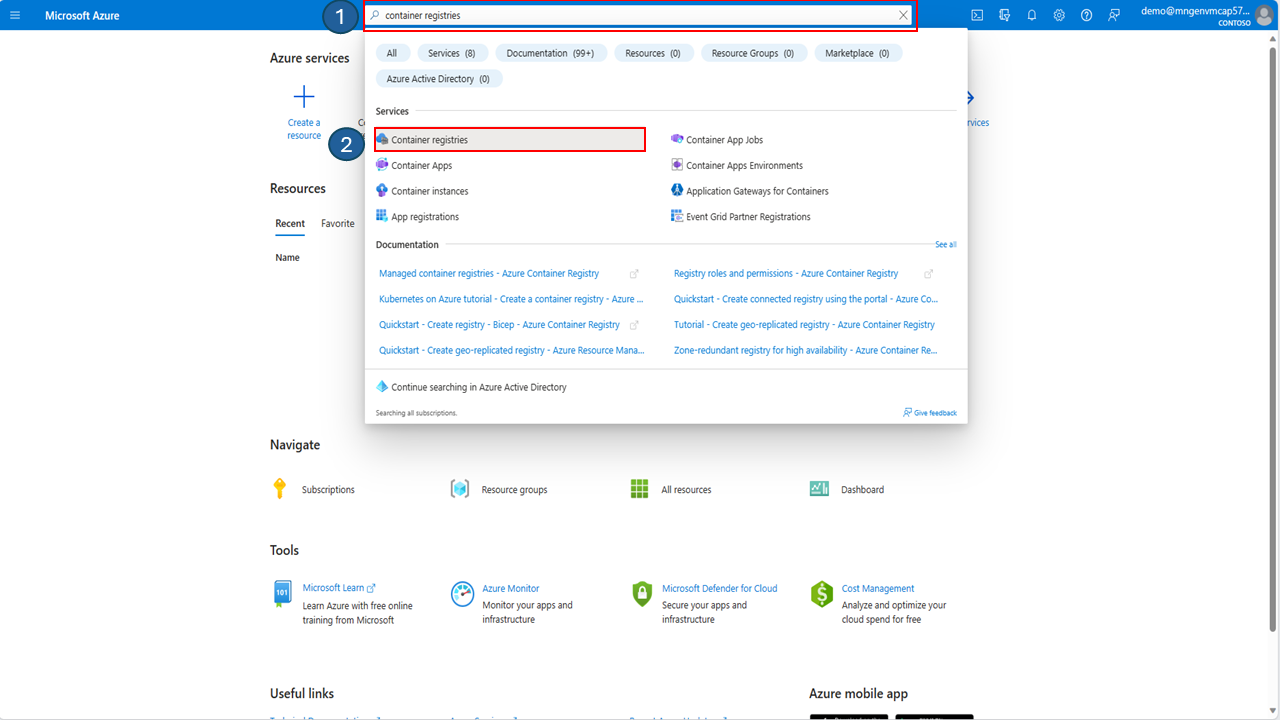 Microsoft Azure
1
container registries
demo@mngenvmcap57...
CONTOSO
All
Services (8)
Documentation (99+)
Resources (0)
Resource Groups (0)
Marketplace (0)
Azure Active Directory (0)
Azure services
Create a
resource
Services
2
Container registries
Container App Jobs
Container Apps
Container Apps Environments
Container instances
Application Gateways for Containers
App registrations
Event Grid Partner Registrations
Resources
Recent
Favorite
Name
Documentation
See all
Managed container registries - Azure Container Registry
Registry roles and permissions - Azure Container Registry
Kubernetes on Azure tutorial - Create a container registry - Azure ...
Quickstart - Create connected registry using the portal - Azure Co...
Quickstart - Create registry - Bicep - Azure Container Registry
Tutorial - Create geo-replicated registry - Azure Container Registry
Quickstart - Create geo-replicated registry - Azure Resource Mana...
Zone-redundant registry for high availability - Azure Container Re...
Continue searching in Azure Active Directory
Searching all subscriptions.
Give feedback
Navigate
Subscriptions
Resource groups
All resources
Dashboard
Tools
101
Microsoft Learn
Learn Azure with free online
training from Microsoft
Azure Monitor
Monitor your apps and
infrastructure
Microsoft Defender for Cloud
Secure your apps and
infrastructure
Cost Management
Analyze and optimize your
cloud spend for free
Useful links
Azure mobile app